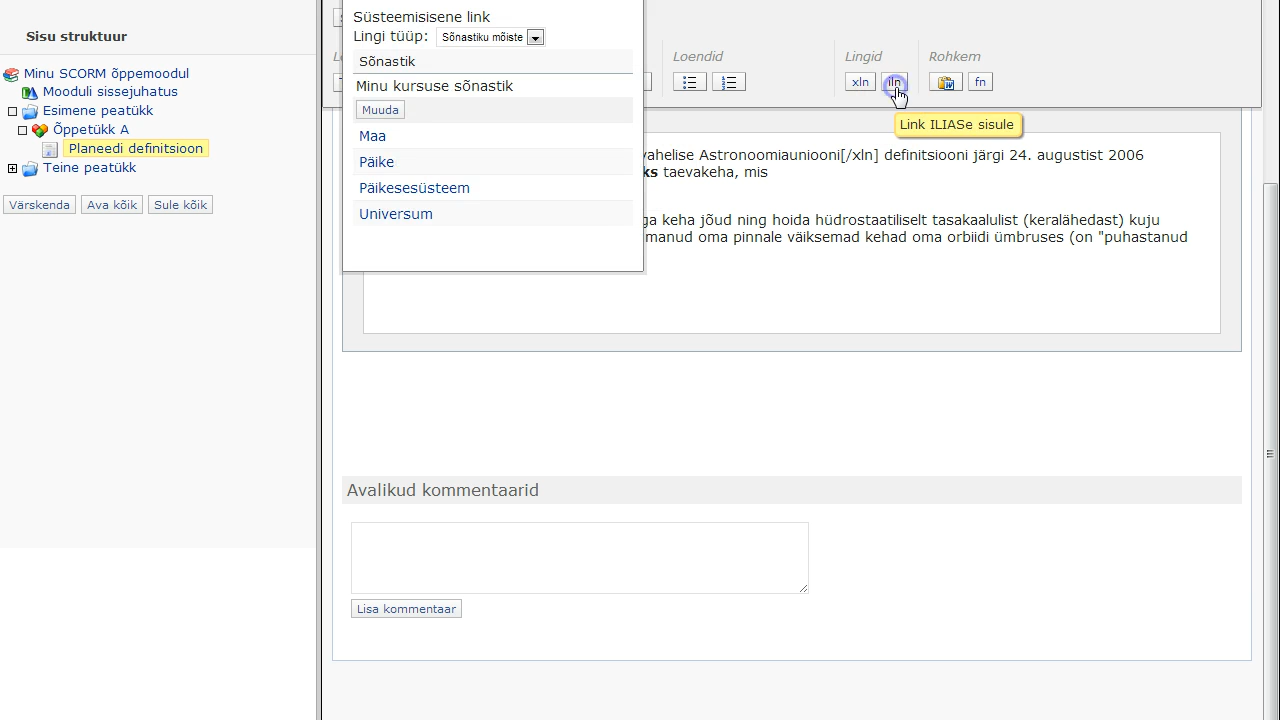 Sisu struktuur
Minu SCORM õppemoodul
Mooduli sissejuhatus
Esimene peatükk
Õppetükk A
Planeedi definitsioon
Teine peatükk
Värskenda Ava kõik Sule kõik
Süsteemisisene link
Lingi tüüp: Sõnastiku mõiste
Sõnastik
Minu kursuse sõnastik
Muuda
Maa
Päike
Päikesesüsteem
Universum
Loendid Lingid Rohkem
xln iln fn
Link ILIASe sisule
vahelise Astronoomiauniooni[/xln] definitsiooni järgi 24. augustist 2006
ks taevakeha, mis
ga keha jõud ning hoida hüdrostaatiliselt tasakaalulist (keralähedast) kuju
manud oma pinnale väiksemad kehad oma orbiidi ümbruses (on "puhastanud
Avalikud kommentaarid
Lisa kommentaar